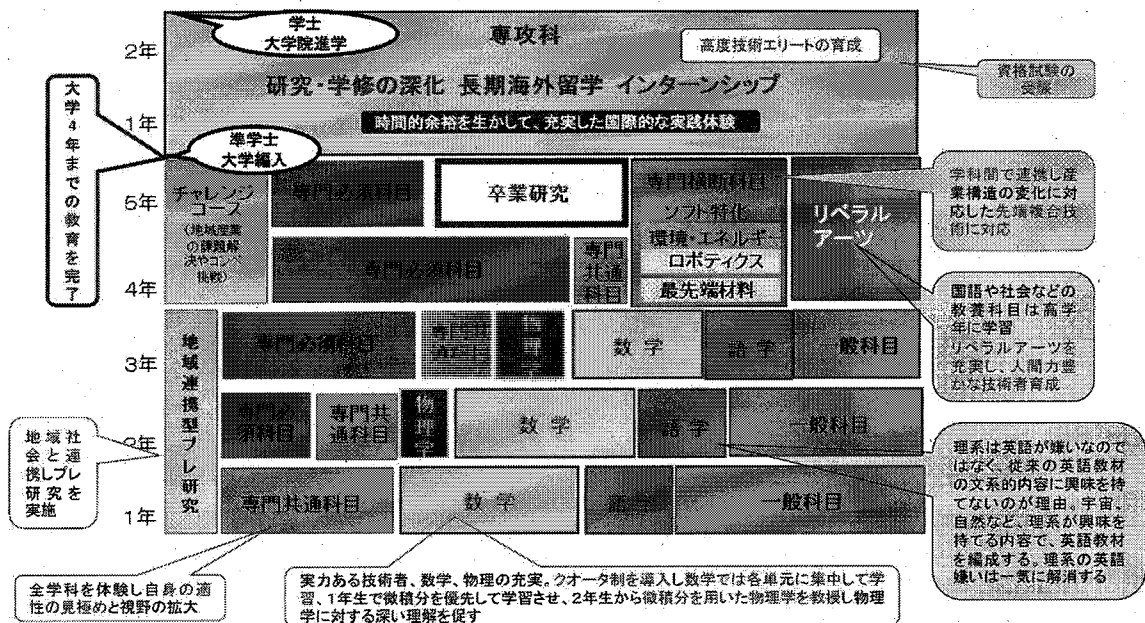 2年
学士
大学院進学
専攻科
高度技術エリートの育成
資格試験の
受験
研究・学修の深化 長期海外留学 インターンシップ
1年
時間的余裕を生かして、充実した国際的な実践体験
大学4年までの教育を完了
準学士
大学編入
5年
チャレンジ
コース
(地域産業
の課題解
決やコンペ
挑戦)
専門必須科目
卒業研究
専門横断科目
ソフト特化
環境・エネルギー
ロボティクス
最先端材料
リベラル
アーツ
学科間で連携し産
業構造の変化に対
応した先端複合技
術に対応
4年
専門必須科目
専門
共通
科目
国語や社会などの
教養科目は高学
年に学習
リベラルアーツを
充実し、人間力豊
かな技術者育成
3年
地域連携型プレ研究
専門必須科目
数学
語学
一般科目
2年
専門必
須科目
専門共
通科目
物理学
数学
語学
一般科目
地域社
会と連
携しプレ
研究を
実施
1年
専門共通科目
数学
語学
一般科目
理系は英語が嫌いなので
はなく、従来の英語教材
の文系的内容に興味を持
てないのが理由。宇宙、
自然など、理系が興味を
持てる内容で、英語教材
を編成する。理系の英語
嫌いは一気に解消する
全学科を体験し自身の適
性の見極めと視野の拡大
実力ある技術者、数学、物理の充実。クオータ制を導入し数学では各単元に集中して学
習、1年生で微積分を優先して学習させ、2年生から微積分を用いた物理学を教授し物理
学に対する深い理解を促す